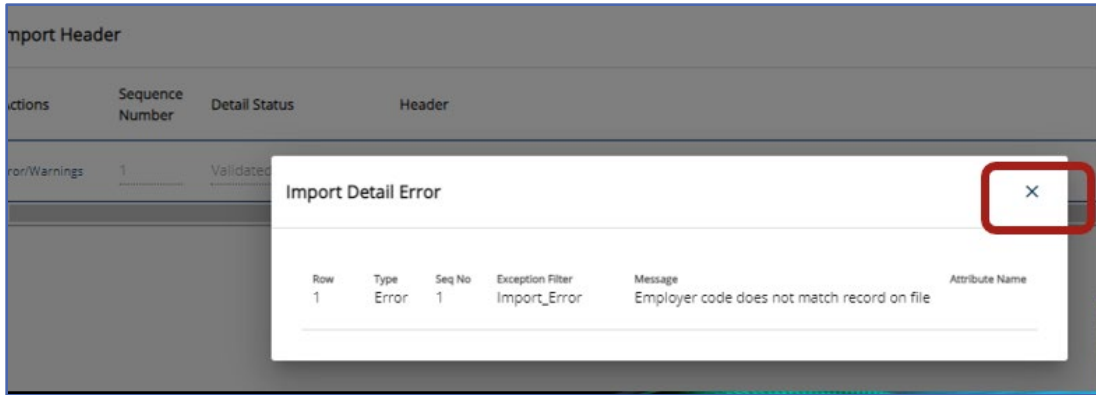 mport Header
ctions Sequence Number Detail Status Header
ror/Warnings 1 Validated
Import Detail Error
Row Type Seq No Exception Filter Message Attribute Name
1 Error 1 Import_Error Employer code does not match record on file